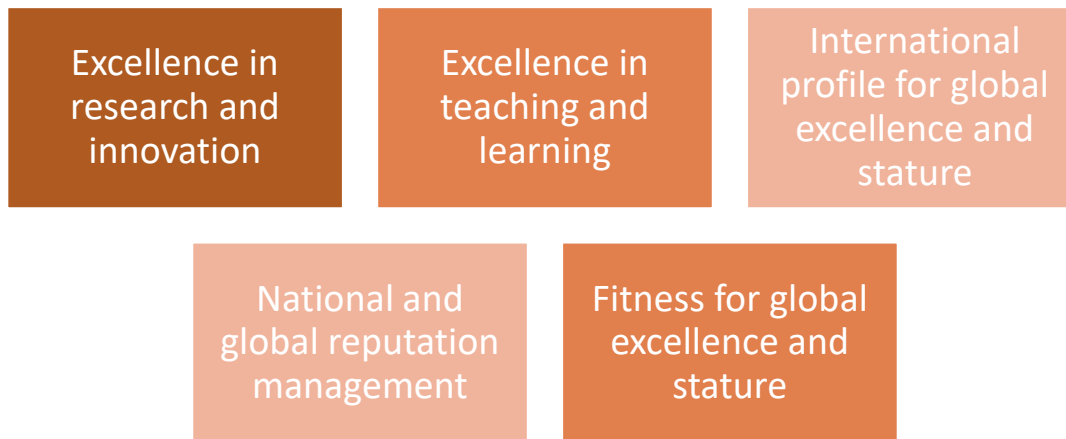 Excellence in
research and
innovation
Excellence in
teaching and
learning
International
profile for global
excellence and
stature
National and
global reputation
management
Fitness for global
excellence and
stature